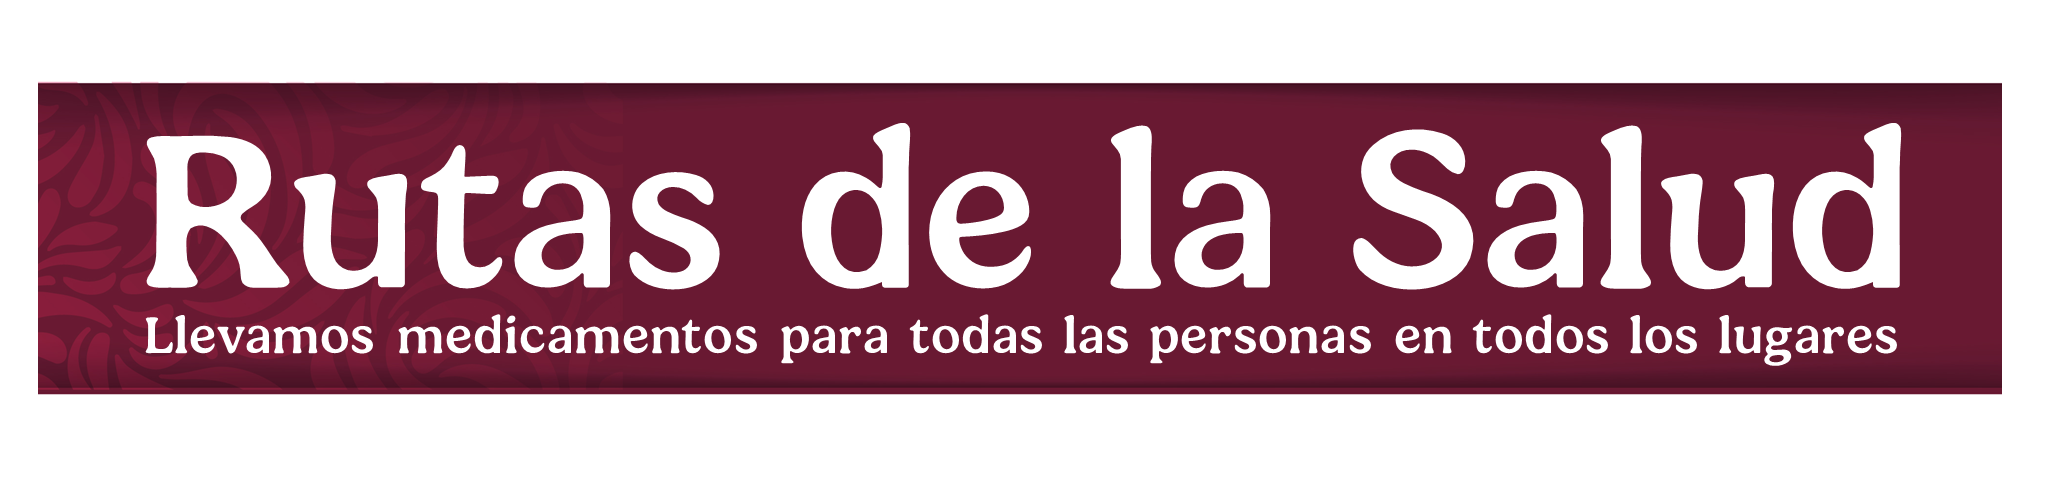 Rutas de la Salud
Llevamos medicamentos para todas las personas en todos los lugares